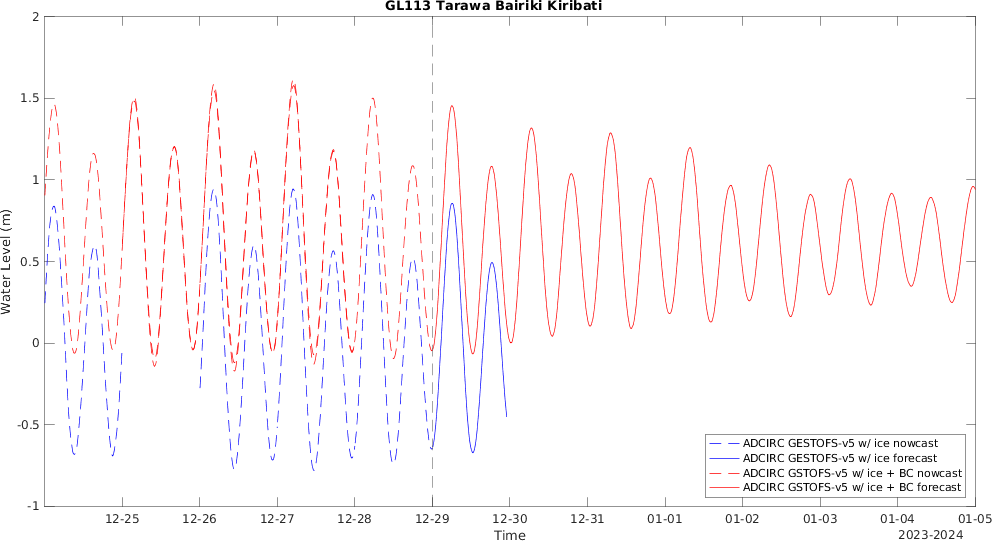 GL113 Tarawa Bairiki Kiribati
2
1.5
1
0.5
0
-0.5
-1
Water Level (m)
12-25 12-26 12-27 12-28 12-29 12-30 12-31 01-01 01-02 01-03 01-04 01-05
2023-2024
Time
ADCIRC GESTOFS-v5 w/ ice nowcast
ADCIRC GESTOFS-v5 w/ ice forecast
ADCIRC GSTOFS-v5 w/ ice + BC nowcast
ADCIRC GSTOFS-v5 w/ ice + BC forecast